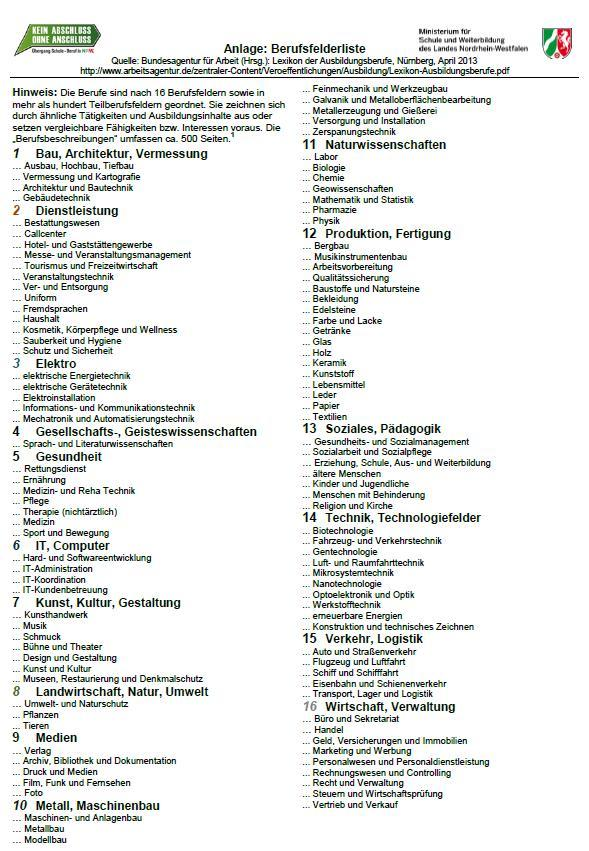 KEIN ABSCHLUSS
OHNE ANSCHLUSS
Übergang Schule - Beruf in NRW.
Ministerium für
Schule und Weiterbildung
des Landes Nordrhein-Westfalen
Anlage: Berufsfelderliste
Quelle: Bundesagentur für Arbeit (Hrsg.): Lexikon der Ausbildungsberufe, Nürnberg, April 2013
http://www.arbeitsagentur.de/zentraler-Content/Veroeffentlichungen/Ausbildung/Lexikon-Ausbildungsberufe.pdf
Hinweis: Die Berufe sind nach 16 Berufsfeldern sowie in
mehr als hundert Teilberufsfeldern geordnet. Sie zeichnen sich
durch ähnliche Tätigkeiten und Ausbildungsinhalte aus oder
setzen vergleichbare Fähigkeiten bzw. Interessen voraus. Die
„Berufsbeschreibungen“ umfassen ca. 500 Seiten.1
1 Bau, Architektur, Vermessung
... Ausbau, Hochbau, Tiefbau
... Vermessung und Kartografie
... Architektur und Bautechnik
... Gebäudetechnik
2 Dienstleistung
... Bestattungswesen
... Callcenter
... Hotel- und Gaststättengewerbe
... Messe- und Veranstaltungsmanagement
... Tourismus und Freizeitwirtschaft
... Veranstaltungstechnik
... Ver- und Entsorgung
... Uniform
... Fremdsprachen
... Haushalt
... Kosmetik, Körperpflege und Wellness
... Sauberkeit und Hygiene
... Schutz und Sicherheit
3 Elektro
... elektrische Energietechnik
... elektrische Gerätetechnik
... Elektroinstallation
... Informations- und Kommunikationstechnik
... Mechatronik und Automatisierungstechnik
4 Gesellschafts-, Geisteswissenschaften
... Sprach- und Literaturwissenschaften
5 Gesundheit
... Rettungsdienst
... Ernährung
... Medizin- und Reha Technik
... Pflege
... Therapie (nichtärztlich)
... Medizin
... Sport und Bewegung
6 IT, Computer
... Hard- und Softwareentwicklung
... IT-Administration
... IT-Koordination
... IT-Kundenbetreuung
7 Kunst, Kultur, Gestaltung
... Kunsthandwerk
... Musik
... Schmuck
... Bühne und Theater
... Design und Gestaltung
... Kunst und Kultur
... Museen, Restaurierung und Denkmalschutz
8 Landwirtschaft, Natur, Umwelt
... Umwelt- und Naturschutz
... Pflanzen
... Tieren
9 Medien
... Verlag
... Archiv, Bibliothek und Dokumentation
... Druck und Medien
... Film, Funk und Fernsehen
... Foto
10 Metall, Maschinenbau
... Maschinen- und Anlagenbau
... Metallbau
... Modellbau
... Feinmechanik und Werkzeugbau
... Galvanik und Metalloberflächenbearbeitung
... Metallerzeugung und Gießerei
... Versorgung und Installation
... Zerspanungstechnik
11 Naturwissenschaften
... Labor
... Biologie
... Chemie
... Geowissenschaften
... Mathematik und Statistik
... Pharmazie
... Physik
12 Produktion, Fertigung
... Bergbau
... Musikinstrumentenbau
... Arbeitsvorbereitung
... Qualitätssicherung
... Baustoffe und Natursteine
... Bekleidung
... Edelsteine
... Farbe und Lacke
... Getränke
... Glas
... Holz
... Keramik
... Kunststoff
... Lebensmittel
... Leder
... Papier
... Textilien
13 Soziales, Pädagogik
... Gesundheits- und Sozialmanagement
... Sozialarbeit und Sozialpflege
... Erziehung, Schule, Aus- und Weiterbildung
... ältere Menschen
... Kinder und Jugendliche
... Menschen mit Behinderung
... Religion und Kirche
14 Technik, Technologiefelder
... Biotechnologie
... Fahrzeug- und Verkehrstechnik
... Gentechnologie
... Luft- und Raumfahrttechnik
... Mikrosystemtechnik
... Nanotechnologie
... Optoelektronik und Optik
... Werkstofftechnik
... erneuerbare Energien
... Konstruktion und technisches Zeichnen
15 Verkehr, Logistik
... Auto und Straßenverkehr
... Flugzeug und Luftfahrt
... Schiff und Schifffahrt
... Eisenbahn und Schienenverkehr
... Transport, Lager und Logistik
16 Wirtschaft, Verwaltung
... Büro und Sekretariat
... Handel
... Geld, Versicherungen und Immobilien
... Marketing und Werbung
... Personalwesen und Personaldienstleistung
... Rechnungswesen und Controlling
... Recht und Verwaltung
... Steuern und Wirtschaftsprüfung
... Vertrieb und Verkauf